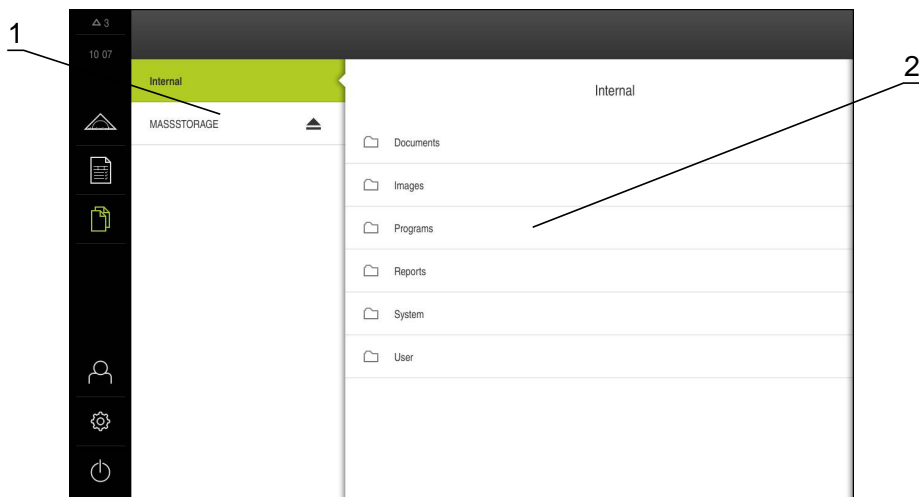 1
3
10 07
Internal
MASSSTORAGE
Internal
2
Documents
Images
Programs
Reports
System
User